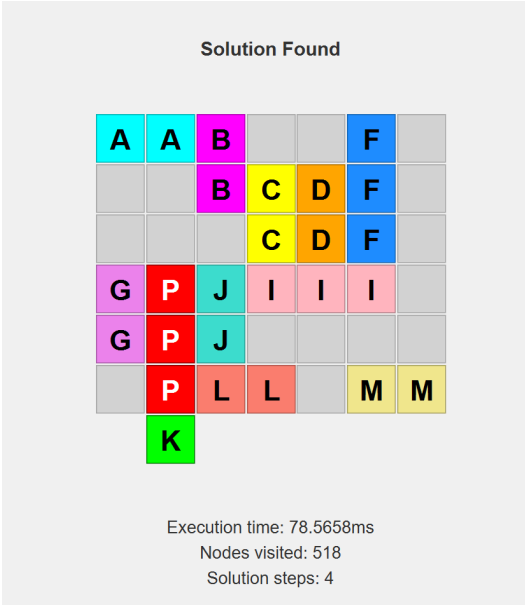 Solution Found
A A B F
B C D F
C D F
G P J I I I
G P J
P L L M M
K
Execution time: 78.5658ms
Nodes visited: 518
Solution steps: 4